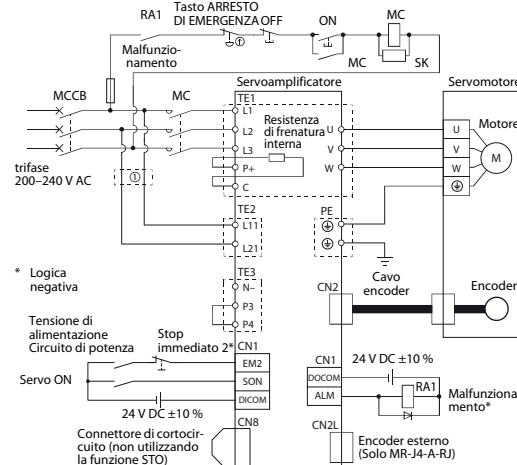 RA1
Tasto ARRESTO
DI EMERGENZA
OFF
ON
MC
Malfunzio-
namento
①
MC
SK
MCCB
MC
Servoamplificatore
Servomotore
TE1
L1
L2
L3
P+
C
Resistenza
di frenatura
interna
U
V
W
U
V
W
Motore
M
trifase
200–240 V AC
①
TE2
L11
L21
PE
* Logica
negativa
TE3
N–
P3
P4
CN2
Cavo
encoder
Encoder
Tensione di
alimentazione
Circuito di potenza
Stop
immediato 2*
CN1
EM2
SON
DICOM
Servo ON
24 V DC ±10 %
CN1
DOCOM
ALM
24 V DC ±10 %
RA1
Malfunziona
mento*
CN8
Connettore di cortocir-
cuito (non utilizzando
la funzione STO)
CN2L
Encoder esterno
(Solo MR-J4-A-RJ)